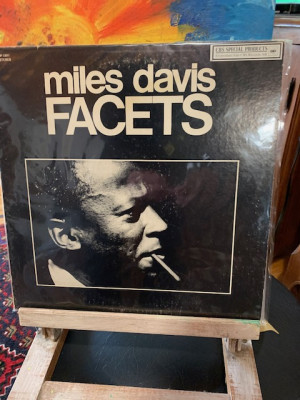 CBS SPECIAL PRODUCTS
miles davis
FACETS